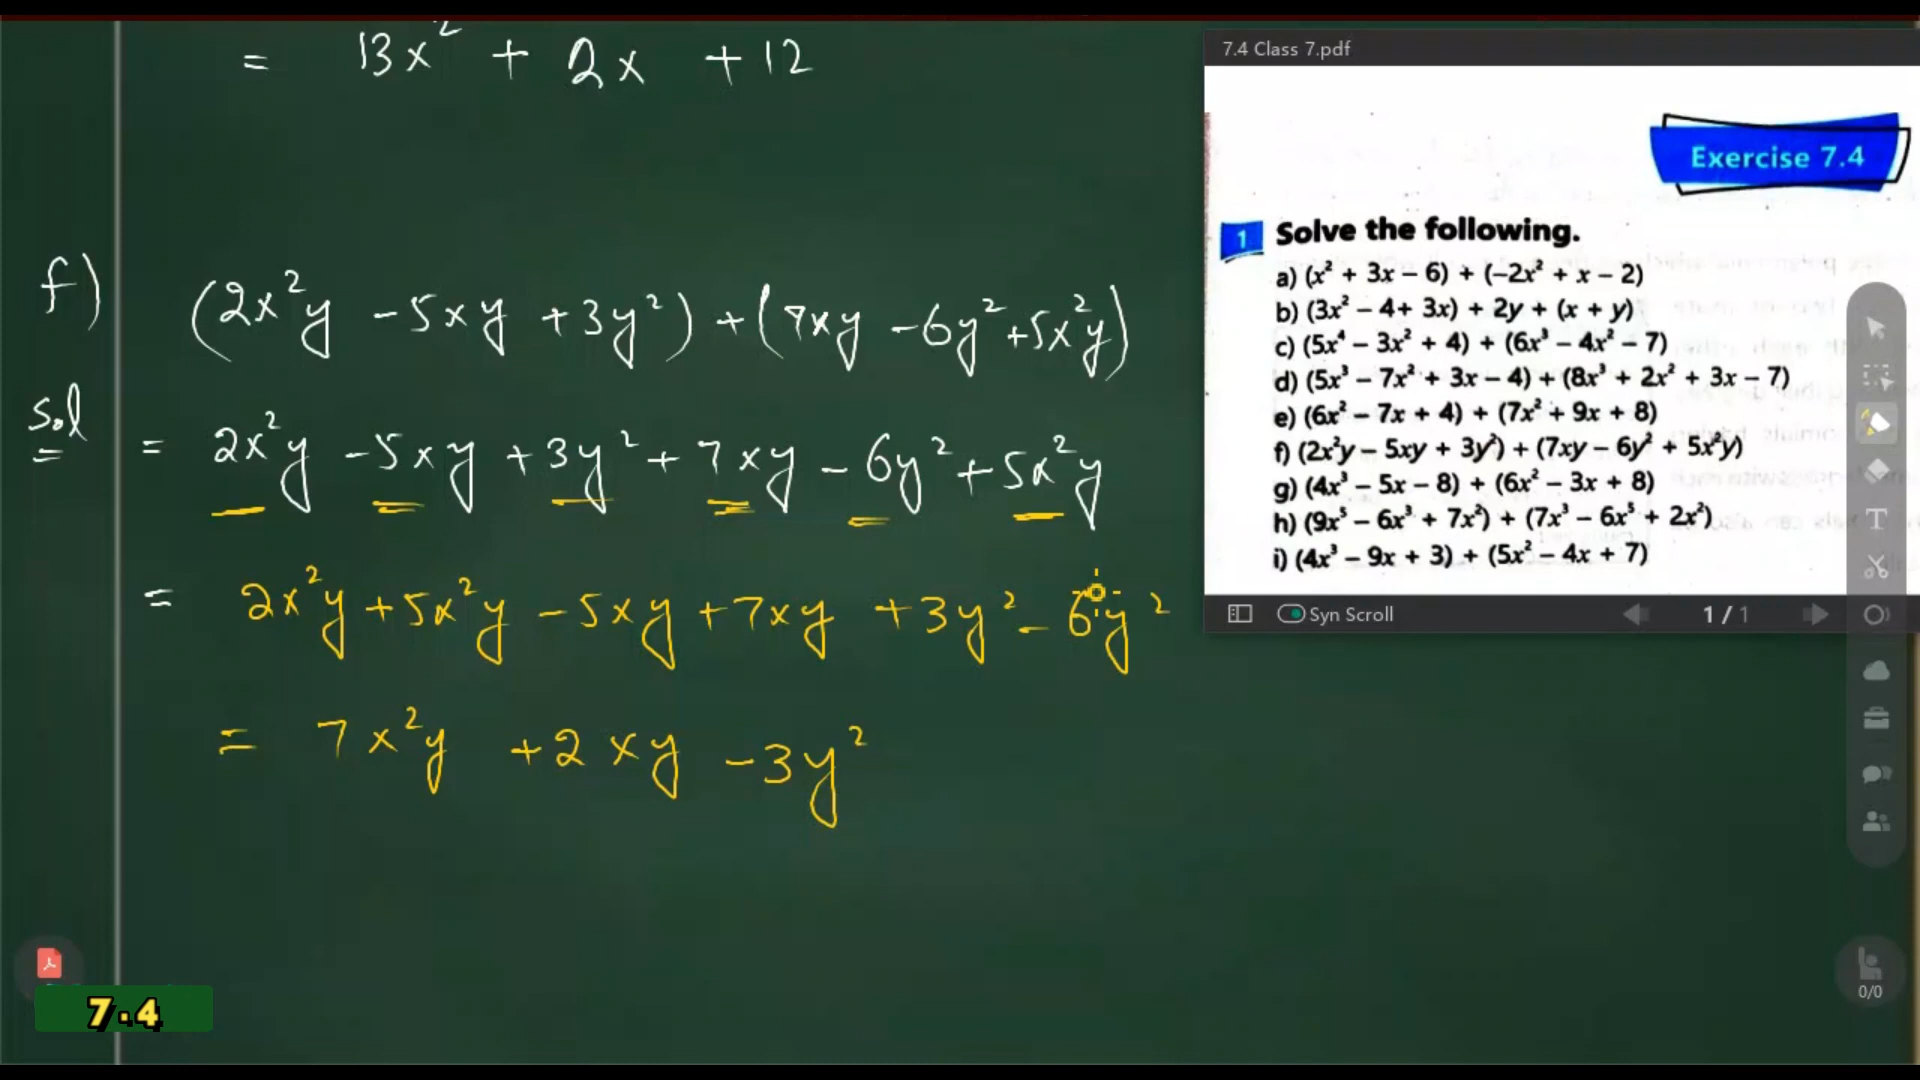 = 13x² + 2x + 12
f) (2x²y - 5xy + 3y²) + (7xy - 6y² + 5x²y)
sol = 2x²y - 5xy + 3y² + 7xy - 6y² + 5x²y
= 2x²y + 5x²y - 5xy + 7xy + 3y² - 6y²
= 7x²y + 2xy - 3y²
7.4
7.4 Class 7.pdf
Exercise 7.4
1 Solve the following.
a) (x² + 3x – 6) + (–2x² + x – 2)
b) (3x² – 4+ 3x) + 2y + (x + y)
c) (5x⁴ – 3x² + 4) + (6x³ – 4x² – 7)
d) (5x³ – 7x² + 3x – 4) + (8x³ + 2x² + 3x – 7)
e) (6x² – 7x + 4) + (7x² + 9x + 8)
f) (2x²y – 5xy + 3y²) + (7xy – 6y² + 5x²y)
g) (4x³ – 5x – 8) + (6x² – 3x + 8)
h) (9x⁵ – 6x³ + 7x²) + (7x³ – 6x⁵ + 2x²)
i) (4x³ – 9x + 3) + (5x² – 4x + 7)
Syn Scroll
1 / 1
T
0/0